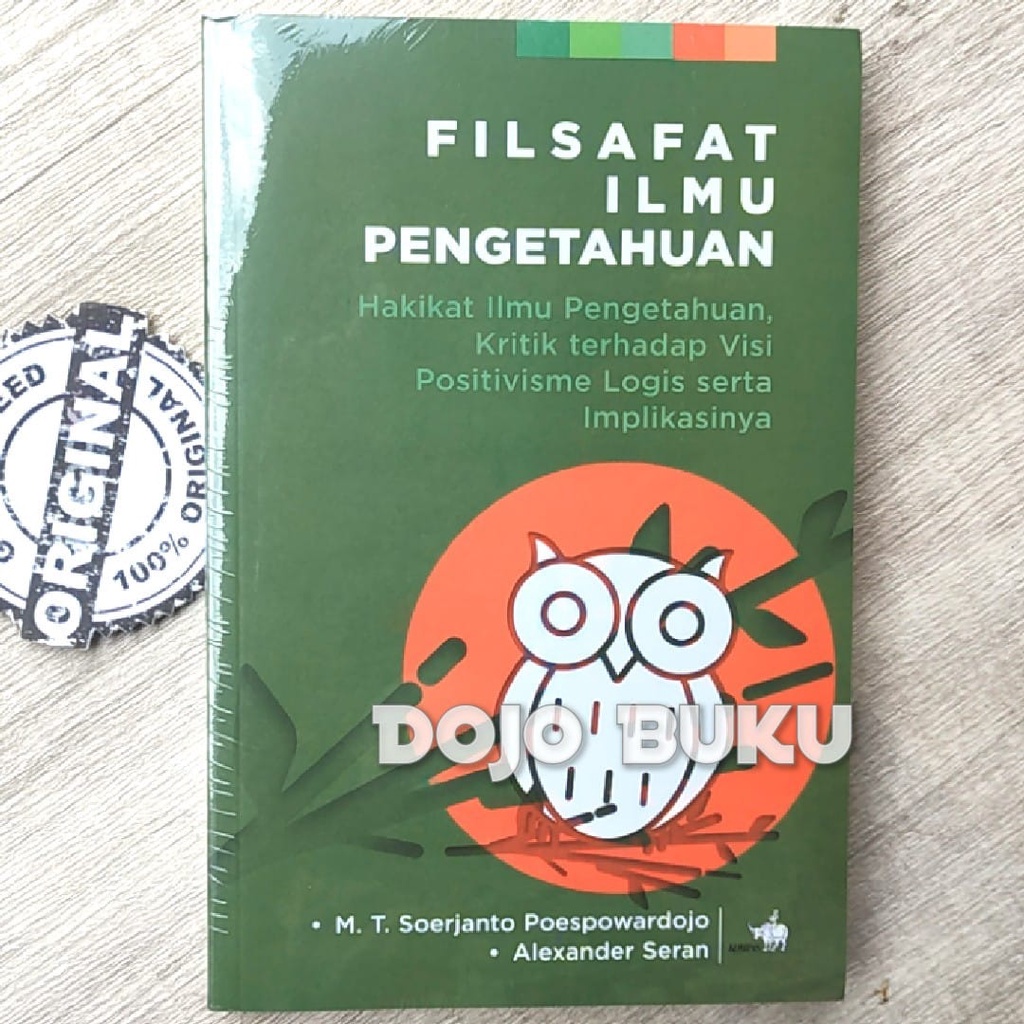 FILSAFAT
ILMU
PENGETAHUAN
Hakikat Ilmu Pengetahuan,
Kritik terhadap Visi
Positivisme Logis serta
Implikasinya
ORIGINAL
ORIGINAL
100%
DOJO BUKU
• M. T. Soerjanto Poespowardojo
• Alexander Seran